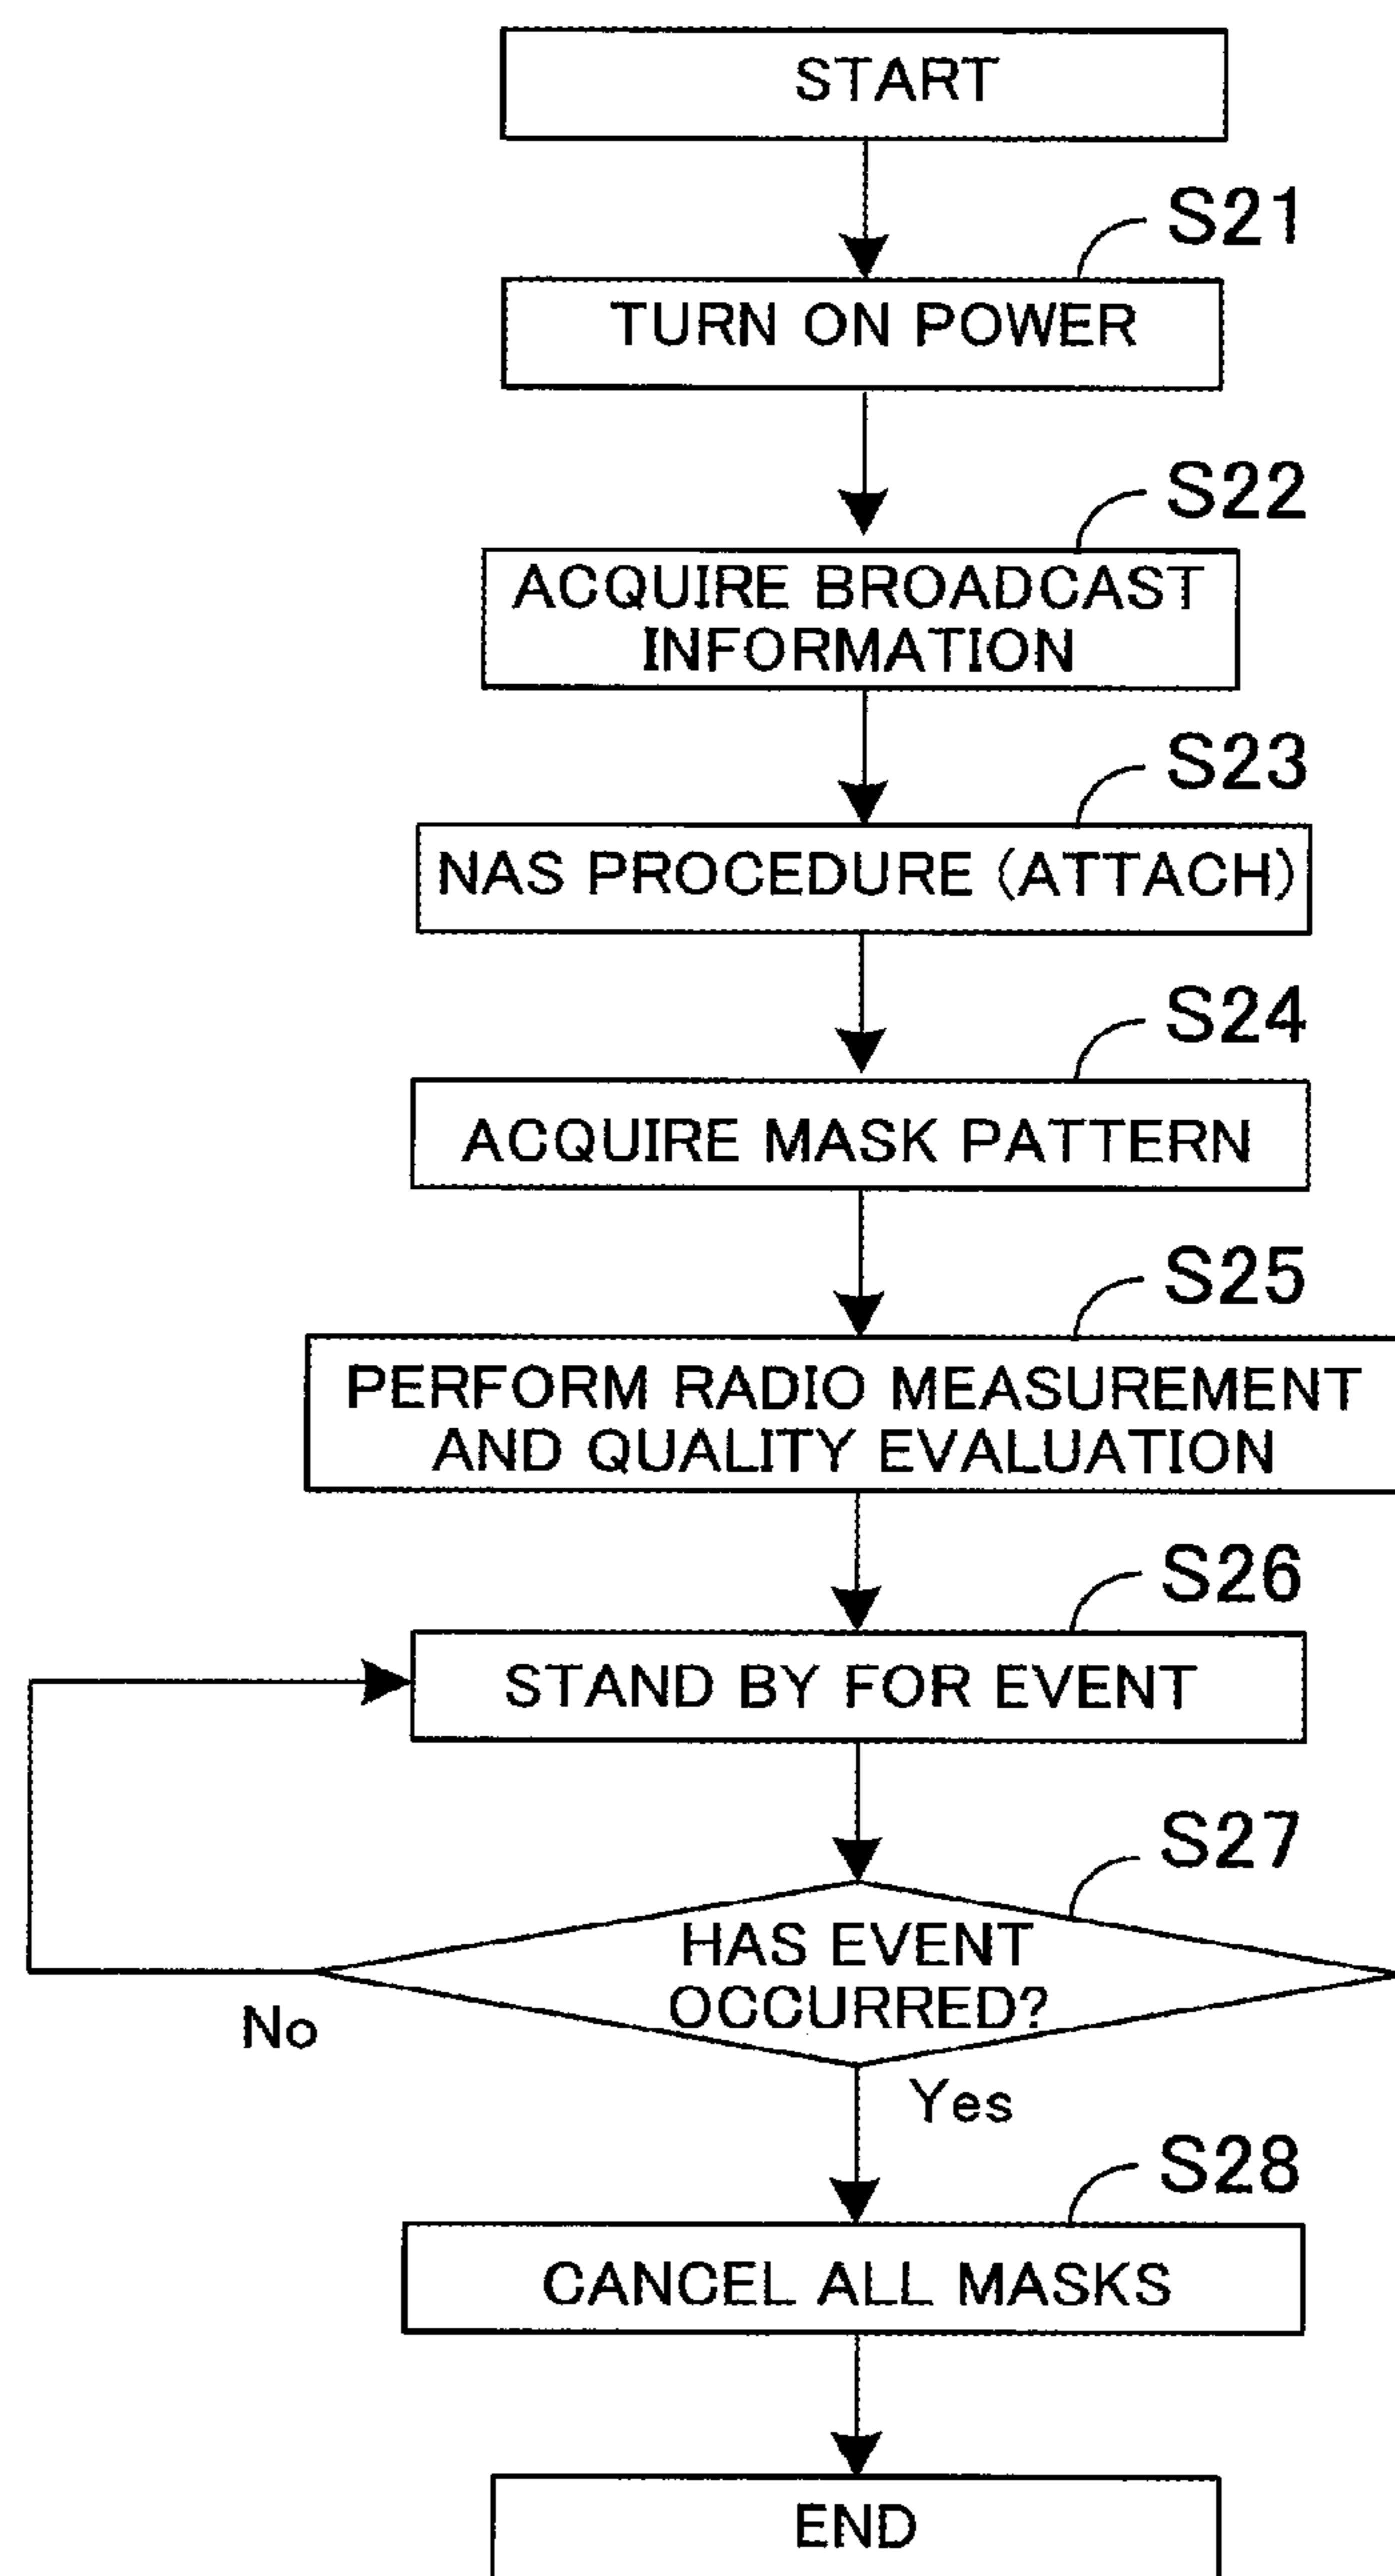 START
S21
TURN ON POWER
S22
ACQUIRE BROADCAST
INFORMATION
S23
NAS PROCEDURE (ATTACH)
S24
ACQUIRE MASK PATTERN
S25
PERFORM RADIO MEASUREMENT
AND QUALITY EVALUATION
S26
STAND BY FOR EVENT
S27
HAS EVENT
OCCURRED?
No
Yes
S28
CANCEL ALL MASKS
END